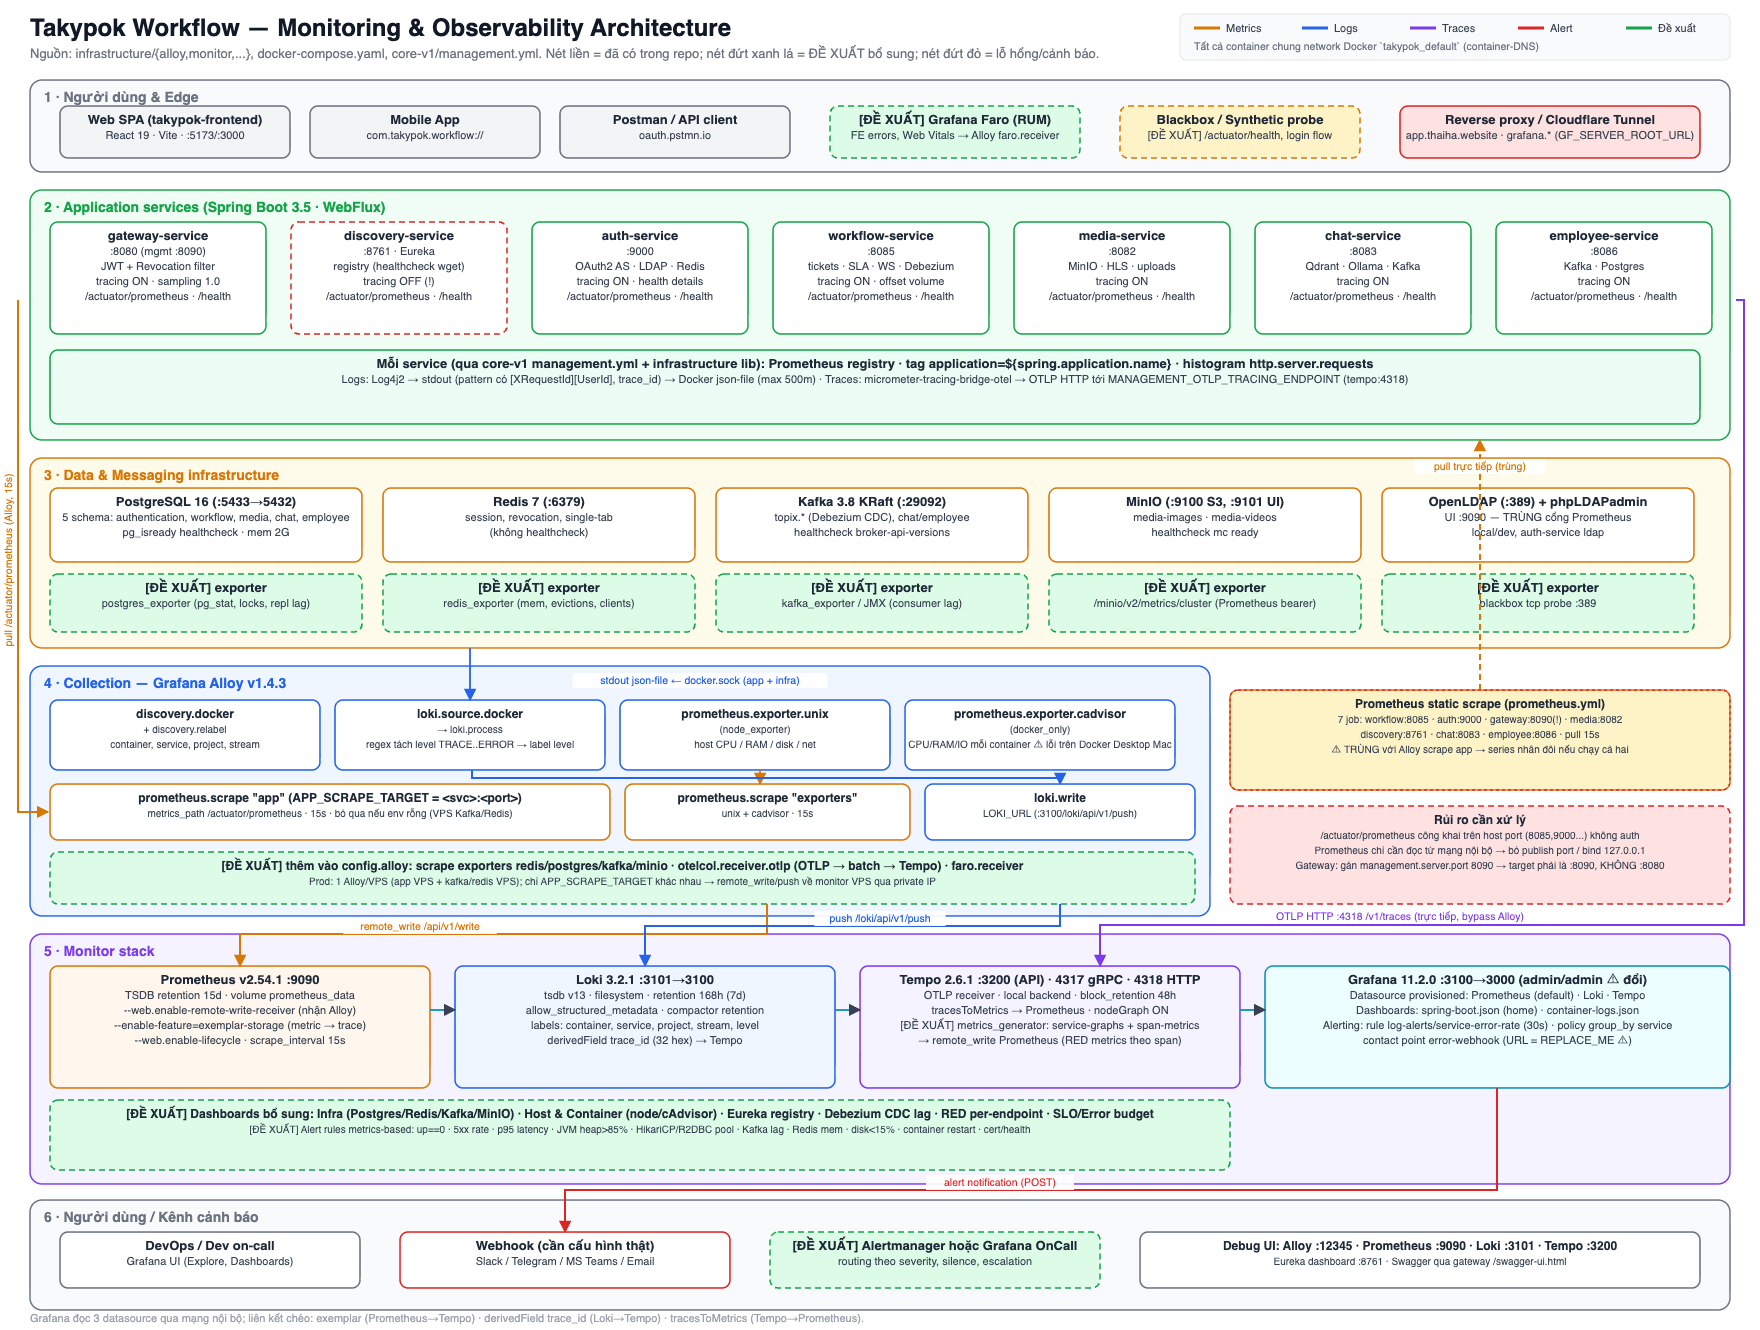 Takypok Workflow — Monitoring & Observability Architecture
Nguồn: infrastructure/{alloy,monitor,...}, docker-compose.yaml, core-v1/management.yml. Nét liền = đã có trong repo; nét đứt xanh lá = ĐỀ XUẤT bổ sung; nét đứt đỏ = lỗ hổng/cảnh báo.
Metrics
Logs
Traces
Alert
Đề xuất
Tất cả container chung network Docker `takypok_default` (container-DNS)
1 · Người dùng & Edge
Web SPA (takypok-frontend)
React 19 · Vite · :5173/:3000
Mobile App
com.takypok.workflow://
Postman / API client
oauth.pstmn.io
[ĐỀ XUẤT] Grafana Faro (RUM)
FE errors, Web Vitals → Alloy faro.receiver
Blackbox / Synthetic probe
[ĐỀ XUẤT] /actuator/health, login flow
Reverse proxy / Cloudflare Tunnel
app.thaiha.website · grafana.* (GF_SERVER_ROOT_URL)
2 · Application services (Spring Boot 3.5 · WebFlux)
gateway-service
:8080 (mgmt :8090)
JWT + Revocation filter
tracing ON · sampling 1.0
/actuator/prometheus · /health
discovery-service
:8761 · Eureka
registry (healthcheck wget)
tracing OFF (!)
/actuator/prometheus · /health
auth-service
:9000
OAuth2 AS · LDAP · Redis
tracing ON · health details
/actuator/prometheus · /health
workflow-service
:8085
tickets · SLA · WS · Debezium
tracing ON · offset volume
/actuator/prometheus · /health
media-service
:8082
MinIO · HLS · uploads
tracing ON
/actuator/prometheus · /health
chat-service
:8083
Qdrant · Ollama · Kafka
tracing ON
/actuator/prometheus · /health
employee-service
:8086
Kafka · Postgres
tracing ON
/actuator/prometheus · /health
Mỗi service (qua core-v1 management.yml + infrastructure lib): Prometheus registry · tag application=${spring.application.name} · histogram http.server.requests
Logs: Log4j2 → stdout (pattern có [XRequestId][UserId], trace_id) → Docker json-file (max 500m) · Traces: micrometer-tracing-bridge-otel → OTLP HTTP tới MANAGEMENT_OTLP_TRACING_ENDPOINT (tempo:4318)
pull /actuator/prometheus (Alloy, 15s)
3 · Data & Messaging infrastructure
pull trực tiếp (trùng)
PostgreSQL 16 (:5433→5432)
5 schema: authentication, workflow, media, chat, employee
pg_isready healthcheck · mem 2G
Redis 7 (:6379)
session, revocation, single-tab
(không healthcheck)
Kafka 3.8 KRaft (:29092)
topix.* (Debezium CDC), chat/employee
healthcheck broker-api-versions
MinIO (:9100 S3, :9101 UI)
media-images · media-videos
healthcheck mc ready
OpenLDAP (:389) + phpLDAPadmin
UI :9090 — TRÙNG cổng Prometheus
local/dev, auth-service ldap
[ĐỀ XUẤT] exporter
postgres_exporter (pg_stat, locks, repl lag)
[ĐỀ XUẤT] exporter
redis_exporter (mem, evictions, clients)
[ĐỀ XUẤT] exporter
kafka_exporter / JMX (consumer lag)
[ĐỀ XUẤT] exporter
/minio/v2/metrics/cluster (Prometheus bearer)
[ĐỀ XUẤT] exporter
blackbox tcp probe :389
4 · Collection — Grafana Alloy v1.4.3
stdout json-file ← docker.sock (app + infra)
discovery.docker
+ discovery.relabel
container, service, project, stream
loki.source.docker
→ loki.process
regex tách level TRACE..ERROR → label level
prometheus.exporter.unix
(node_exporter)
host CPU / RAM / disk / net
prometheus.exporter.cadvisor
(docker_only)
CPU/RAM/IO mỗi container ⚠ lỗi trên Docker Desktop Mac
prometheus.scrape "app" (APP_SCRAPE_TARGET = <svc>:<port>)
metrics_path /actuator/prometheus · 15s · bỏ qua nếu env rỗng (VPS Kafka/Redis)
prometheus.scrape "exporters"
unix + cadvisor · 15s
loki.write
LOKI_URL (:3100/loki/api/v1/push)
[ĐỀ XUẤT] thêm vào config.alloy: scrape exporters redis/postgres/kafka/minio · otelcol.receiver.otlp (OTLP → batch → Tempo) · faro.receiver
Prod: 1 Alloy/VPS (app VPS + kafka/redis VPS); chỉ APP_SCRAPE_TARGET khác nhau → remote_write/push về monitor VPS qua private IP
Prometheus static scrape (prometheus.yml)
7 job: workflow:8085 · auth:9000 · gateway:8090(!) · media:8082
discovery:8761 · chat:8083 · employee:8086 · pull 15s
⚠ TRÙNG với Alloy scrape app → series nhân đôi nếu chạy cả hai
Rủi ro cần xử lý
/actuator/prometheus công khai trên host port (8085,9000...) không auth
Prometheus chỉ cần đọc từ mạng nội bộ → bỏ publish port / bind 127.0.0.1
Gateway: gán management.server.port 8090 → target phải là :8090, KHÔNG :8080
remote_write /api/v1/write
push /loki/api/v1/push
OTLP HTTP :4318 /v1/traces (trực tiếp, bypass Alloy)
5 · Monitor stack
Prometheus v2.54.1 :9090
TSDB retention 15d · volume prometheus_data
--web.enable-remote-write-receiver (nhận Alloy)
--enable-feature=exemplar-storage (metric → trace)
--web.enable-lifecycle · scrape_interval 15s
Loki 3.2.1 :3101→3100
tsdb v13 · filesystem · retention 168h (7d)
allow_structured_metadata · compactor retention
labels: container, service, project, stream, level
derivedField trace_id (32 hex) → Tempo
Tempo 2.6.1 :3200 (API) · 4317 gRPC · 4318 HTTP
OTLP receiver · local backend · block_retention 48h
tracesToMetrics → Prometheus · nodeGraph ON
[ĐỀ XUẤT] metrics_generator: service-graphs + span-metrics
→ remote_write Prometheus (RED metrics theo span)
Grafana 11.2.0 :3100→3000 (admin/admin ⚠ đổi)
Datasource provisioned: Prometheus (default) · Loki · Tempo
Dashboards: spring-boot.json (home) · container-logs.json
Alerting: rule log-alerts/service-error-rate (30s) · policy group_by service
contact point error-webhook (URL = REPLACE_ME ⚠)
[ĐỀ XUẤT] Dashboards bổ sung: Infra (Postgres/Redis/Kafka/MinIO) · Host & Container (node/cAdvisor) · Eureka registry · Debezium CDC lag · RED per-endpoint · SLO/Error budget
[ĐỀ XUẤT] Alert rules metrics-based: up==0 · 5xx rate · p95 latency · JVM heap>85% · HikariCP/R2DBC pool · Kafka lag · Redis mem · disk<15% · container restart · cert/health
alert notification (POST)
6 · Người dùng / Kênh cảnh báo
DevOps / Dev on-call
Grafana UI (Explore, Dashboards)
Webhook (cần cấu hình thật)
Slack / Telegram / MS Teams / Email
[ĐỀ XUẤT] Alertmanager hoặc Grafana OnCall
routing theo severity, silence, escalation
Debug UI: Alloy :12345 · Prometheus :9090 · Loki :3101 · Tempo :3200
Eureka dashboard :8761 · Swagger qua gateway /swagger-ui.html
Grafana đọc 3 datasource qua mạng nội bộ; liên kết chéo: exemplar (Prometheus→Tempo) · derivedField trace_id (Loki→Tempo) · tracesToMetrics (Tempo→Prometheus).